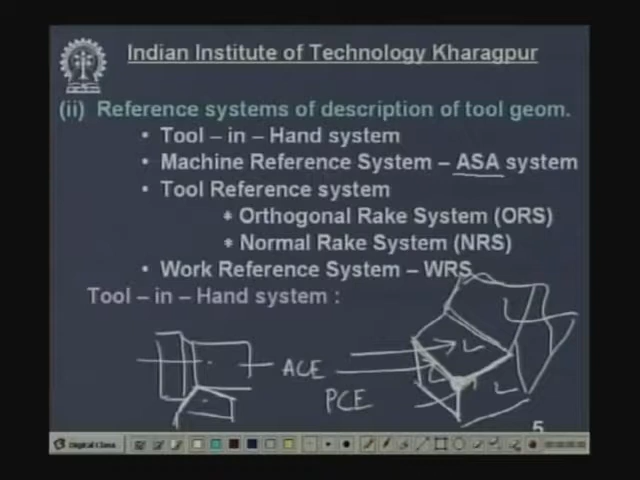 Indian Institute of Technology Kharagpur
(ii) Reference systems of description of tool geom.
• Tool – in – Hand system
• Machine Reference System – ASA system
• Tool Reference system
* Orthogonal Rake System (ORS)
* Normal Rake System (NRS)
• Work Reference System – WRS
Tool – in – Hand system :
ACE
PCE
5
Digital Class